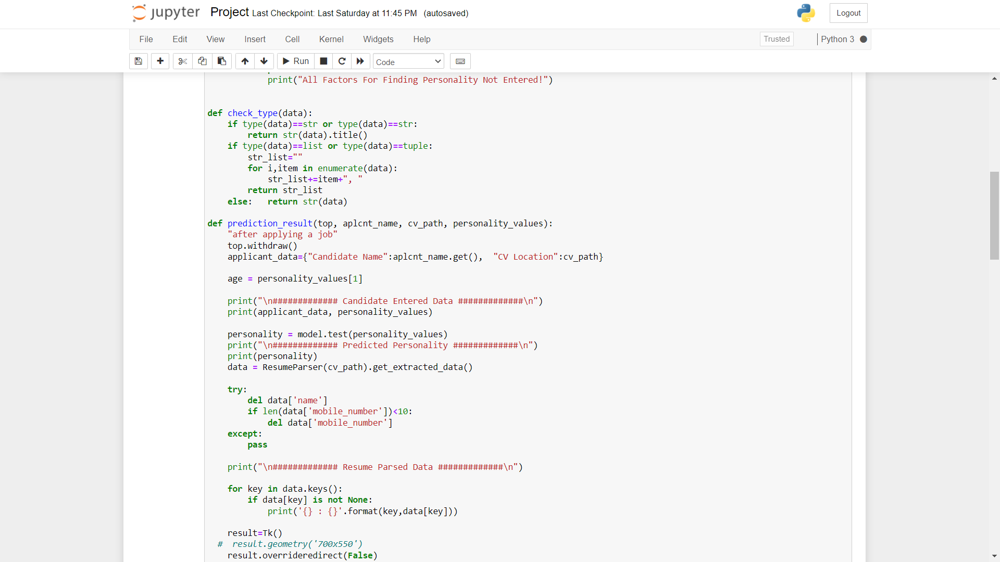 jupyter Project Last Checkpoint: Last Saturday at 11:45 PM (autosaved) Logout
File Edit View Insert Cell Kernel Widgets Help Trusted Python 3
Run Code
print("All Factors For Finding Personality Not Entered!")
def check_type(data):
    if type(data)==str or type(data)==str:
        return str(data).title()
    if type(data)==list or type(data)==tuple:
        str_list=""
        for i,item in enumerate(data):
            str_list+=item+", "
        return str_list
    else:   return str(data)
def prediction_result(top, aplcnt_name, cv_path, personality_values):
    "after applying a job"
    top.withdraw()
    applicant_data={"Candidate Name":aplcnt_name.get(),  "CV Location":cv_path}
    age = personality_values[1]
    print("\n############# Candidate Entered Data #############\n")
    print(applicant_data, personality_values)
    personality = model.test(personality_values)
    print("\n############# Predicted Personality #############\n")
    print(personality)
    data = ResumeParser(cv_path).get_extracted_data()
    try:
        del data['name']
        if len(data['mobile_number'])<10:
            del data['mobile_number']
    except:
        pass
    print("\n############# Resume Parsed Data #############\n")
    for key in data.keys():
        if data[key] is not None:
            print('{} : {}'.format(key,data[key]))
    result=Tk()
  #  result.geometry('700x550')
    result.overrideredirect(False)